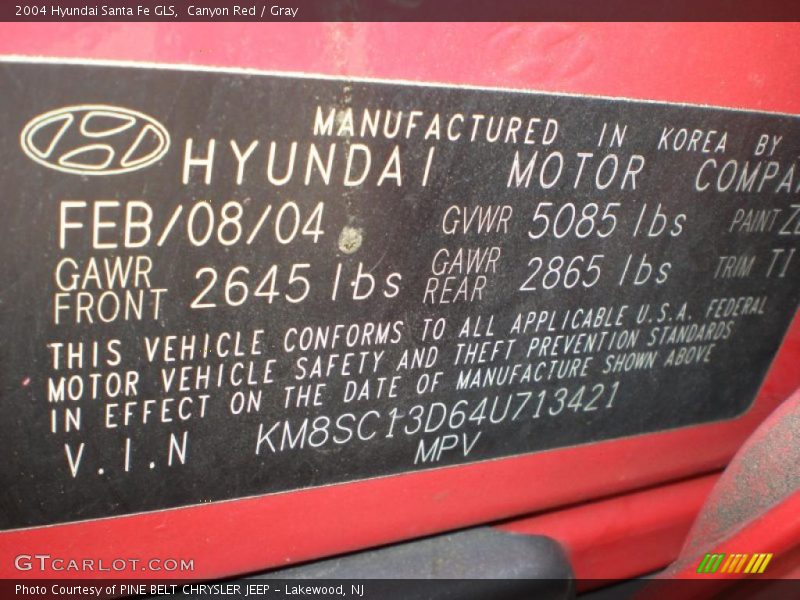 2004 Hyundai Santa Fe GLS, Canyon Red / Gray
MANUFACTURED IN KOREA BY
HYUNDAI MOTOR COMPA
FEB/08/04 GVWR 5085 lbs PAINT
GAWR FRONT 2645 lbs GAWR REAR 2865 lbs TRIM TI
THIS VEHICLE CONFORMS TO ALL APPLICABLE U.S.A. FEDERAL
MOTOR VEHICLE SAFETY AND THEFT PREVENTION STANDARDS
IN EFFECT ON THE DATE OF MANUFACTURE SHOWN ABOVE
V.I.N KM8SC13D64U713421
MPV
GTCARLOT.COM
Photo Courtesy of PINE BELT CHRYSLER JEEP - Lakewood, NJ